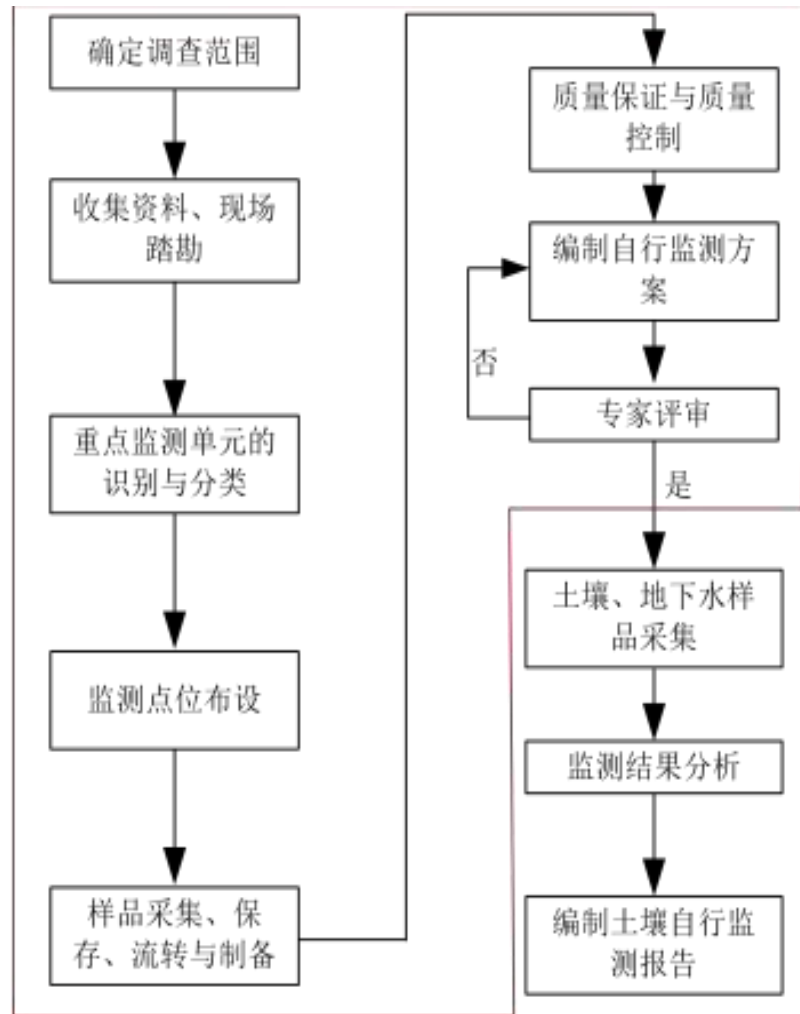 确定调查范围
收集资料、现场
踏勘
重点监测单元的
识别与分类
监测点位布设
样品采集、保
存、流转与制备
质量保证与质量
控制
编制自行监测方
案
否
专家评审
是
土壤、地下水样
品采集
监测结果分析
编制土壤自行监
测报告